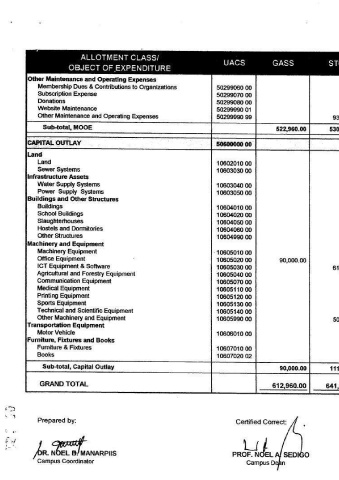 ALLOTMENT CLASS/ UACS GASS
OBJECT OF EXPENDITURE
Other Maintenance and Operating Expenses
Membership Dues & Contributions to Organizations 50299060 00
Subscription Expense 50299070 00
Donations 50299080 00
Website Maintenance 50299990 01
Other Maintenance and Operating Expenses 50299990 99 93
Sub-total, MOOE 522,960.00 530
CAPITAL OUTLAY 50600000 00
Land
Land 10602010 00
Sewer Systems 10603030 00
Infrastructure Assets
Water Supply Systems 10603040 00
Power Supply Systems 10603050 00
Buildings and Other Structures
Buildings 10604010 00
School Buildings 10604020 00
Slaughterhouses 10604050 00
Hostels and Dormitories 10604060 00
Other Structures 10604990 00
Machinery and Equipment
Machinery Equipment 10605010 00
Office Equipment 10605020 00 90,000.00
ICT Equipment & Software 10605030 00 61
Agricultural and Forestry Equipment 10605040 00
Communication Equipment 10605070 00
Medical Equipment 10605110 00
Printing Equipment 10605120 00
Sports Equipment 10605130 00
Technical and Scientific Equipment 10605140 00
Other Machinery and Equipment 10605990 00 50
Transportation Equipment
Motor Vehicle 10606010 00
Furniture, Fixtures and Books
Furniture & Fixtures 10607010 00
Books 10607020 02
Sub-total, Capital Outlay 90,000.00 111
GRAND TOTAL 612,960.00 641,
Prepared by: Certified Correct:
DR. NOEL B. MANARPIIS PROF. NOEL A. SEDIGO
Campus Coordinator Campus Dean